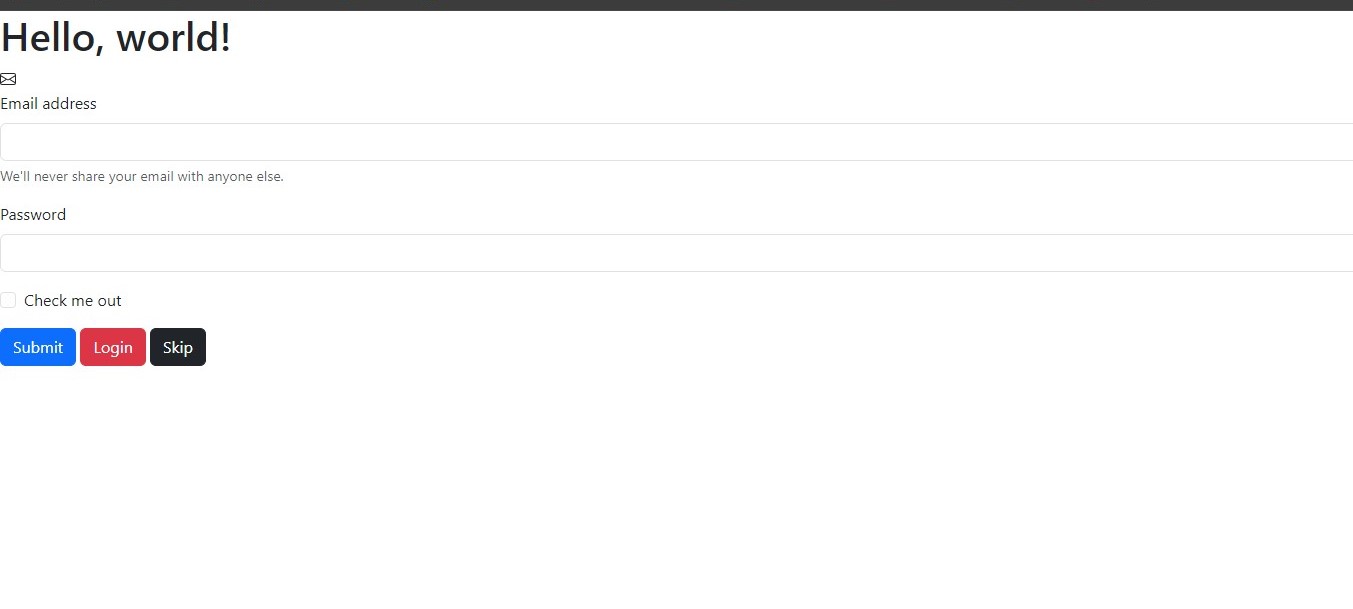 Hello, world!
Email address
We'll never share your email with anyone else.
Password
Check me out
Submit Login Skip